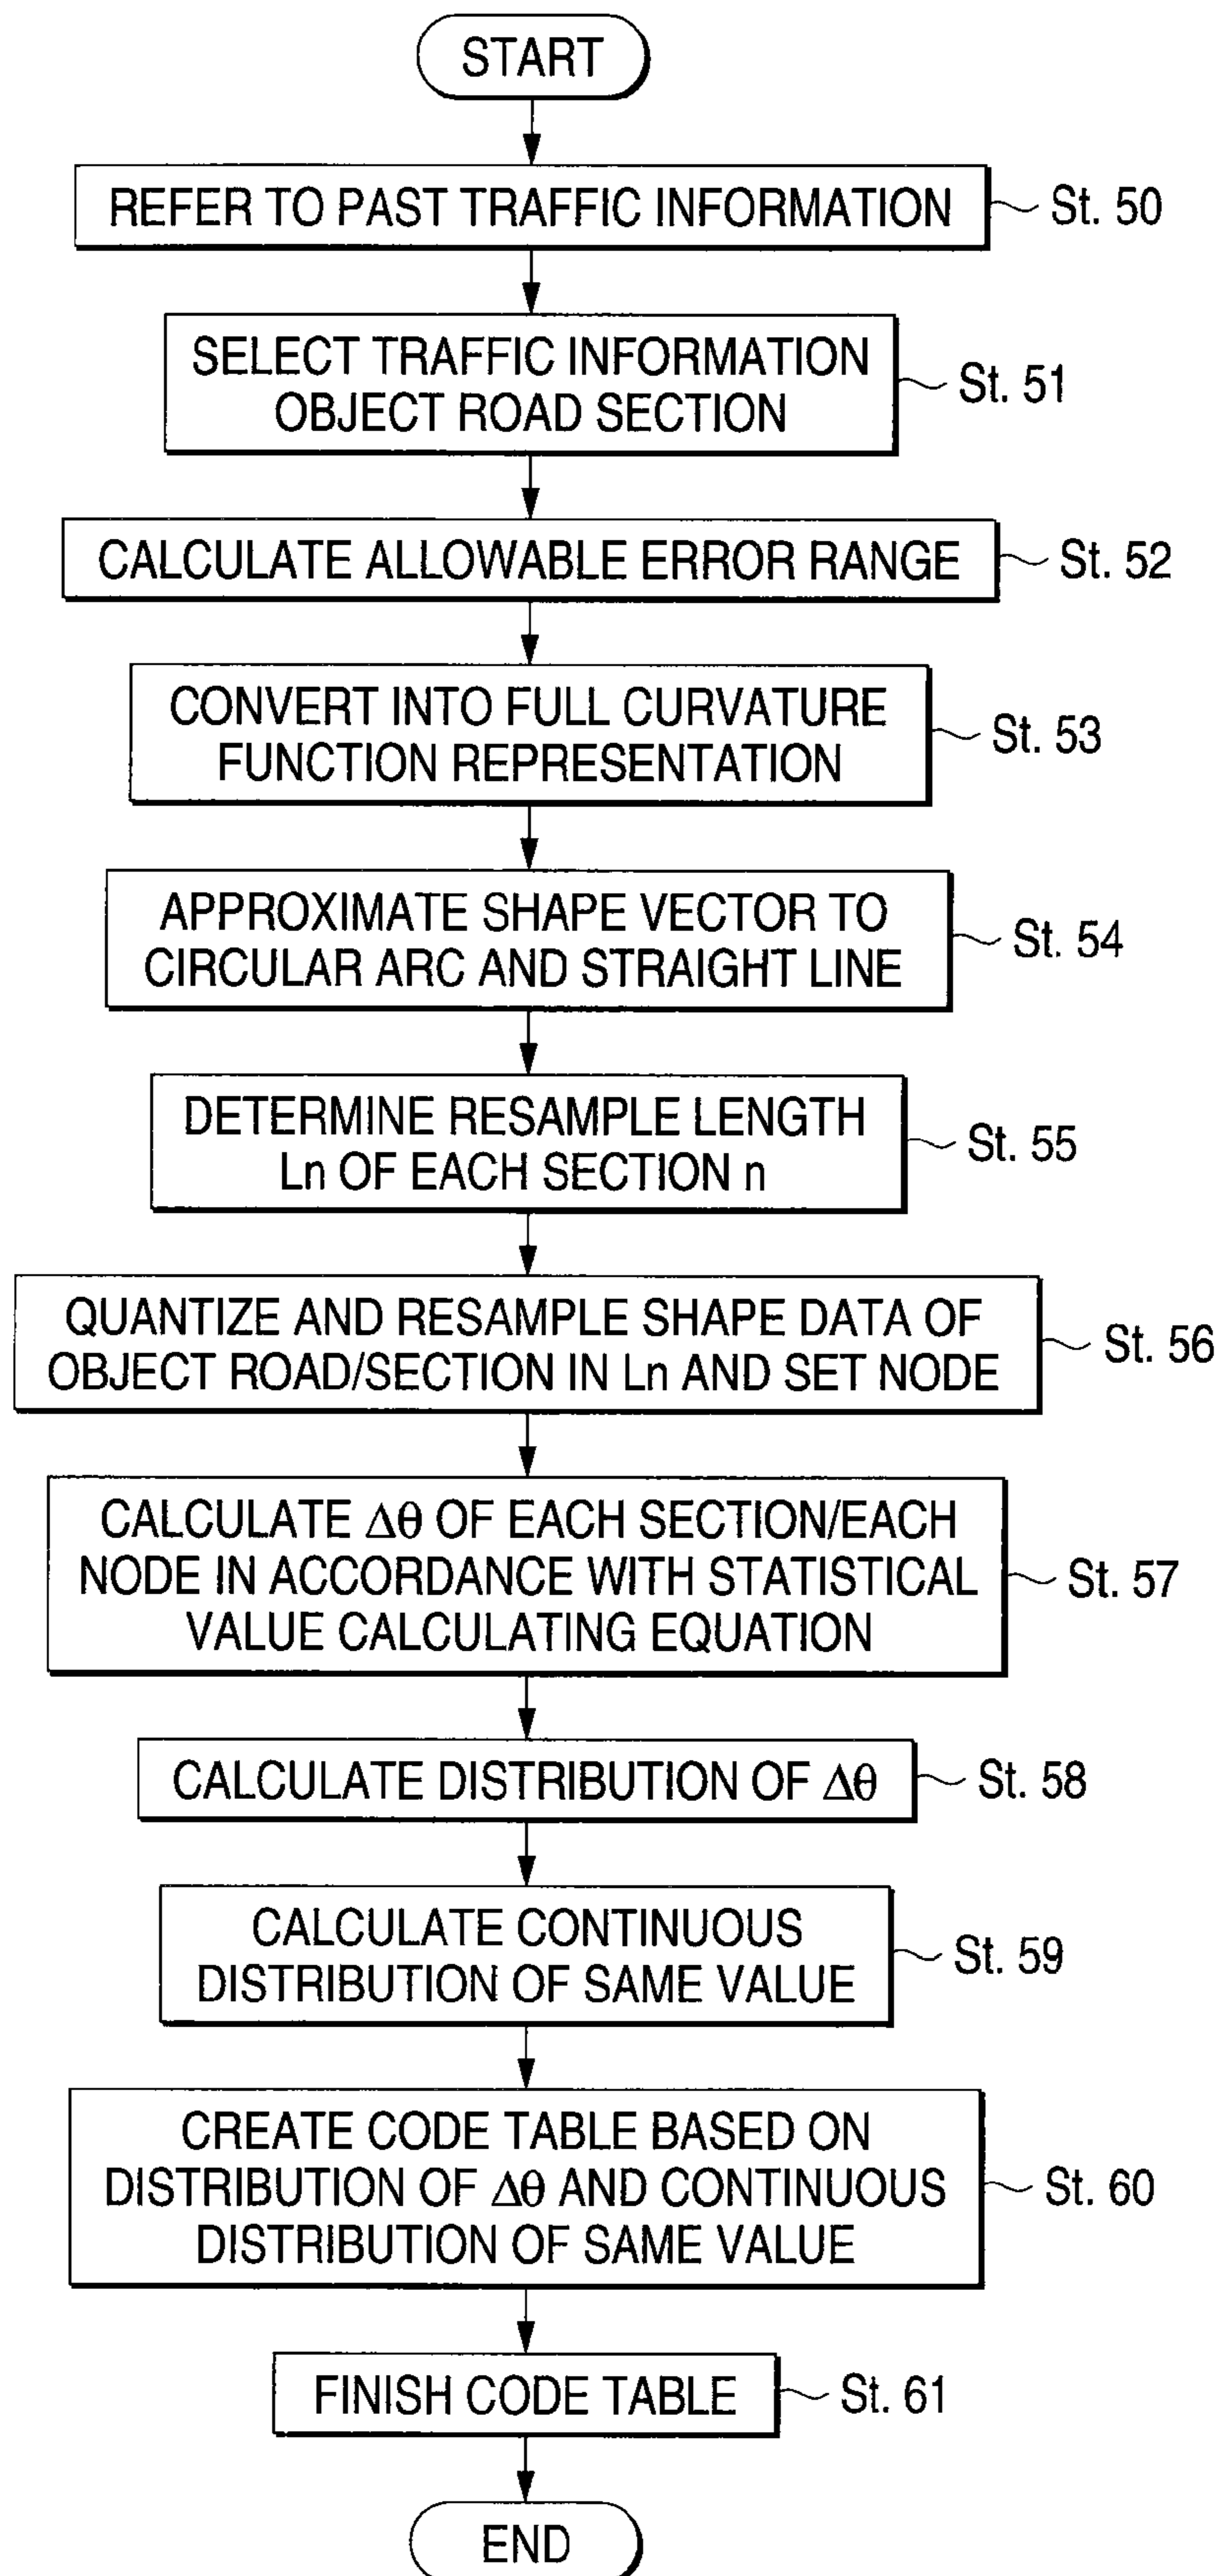 START
REFER TO PAST TRAFFIC INFORMATION
St. 50
SELECT TRAFFIC INFORMATION
OBJECT ROAD SECTION
St. 51
CALCULATE ALLOWABLE ERROR RANGE
St. 52
CONVERT INTO FULL CURVATURE
FUNCTION REPRESENTATION
St. 53
APPROXIMATE SHAPE VECTOR TO
CIRCULAR ARC AND STRAIGHT LINE
St. 54
DETERMINE RESAMPLE LENGTH
Ln OF EACH SECTION n
St. 55
QUANTIZE AND RESAMPLE SHAPE DATA OF
OBJECT ROAD/SECTION IN Ln AND SET NODE
St. 56
CALCULATE Δθ OF EACH SECTION/EACH
NODE IN ACCORDANCE WITH STATISTICAL
VALUE CALCULATING EQUATION
St. 57
CALCULATE DISTRIBUTION OF Δθ
St. 58
CALCULATE CONTINUOUS
DISTRIBUTION OF SAME VALUE
St. 59
CREATE CODE TABLE BASED ON
DISTRIBUTION OF Δθ AND CONTINUOUS
DISTRIBUTION OF SAME VALUE
St. 60
FINISH CODE TABLE
St. 61
END